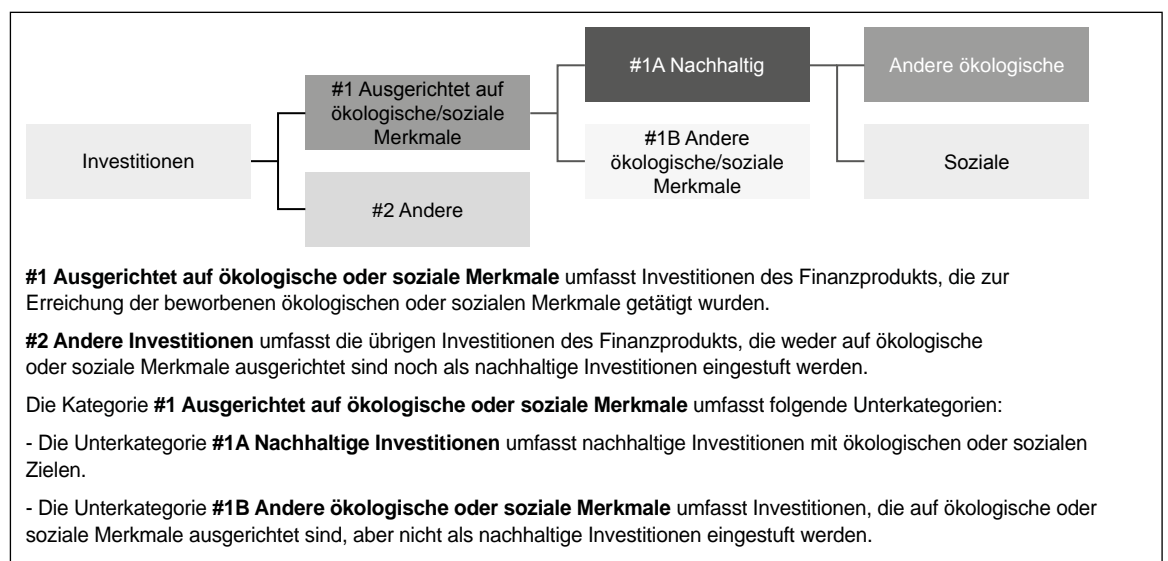 #1A Nachhaltig
Andere ökologische
#1 Ausgerichtet auf
ökologische/soziale
Merkmale
Investitionen
#1B Andere
ökologische/soziale
Merkmale
Soziale
#2 Andere
#1 Ausgerichtet auf ökologische oder soziale Merkmale umfasst Investitionen des Finanzprodukts, die zur
Erreichung der beworbenen ökologischen oder sozialen Merkmale getätigt wurden.
#2 Andere Investitionen umfasst die übrigen Investitionen des Finanzprodukts, die weder auf ökologische
oder soziale Merkmale ausgerichtet sind noch als nachhaltige Investitionen eingestuft werden.
Die Kategorie #1 Ausgerichtet auf ökologische oder soziale Merkmale umfasst folgende Unterkategorien:
- Die Unterkategorie #1A Nachhaltige Investitionen umfasst nachhaltige Investitionen mit ökologischen oder sozialen
Zielen.
- Die Unterkategorie #1B Andere ökologische oder soziale Merkmale umfasst Investitionen, die auf ökologische oder
soziale Merkmale ausgerichtet sind, aber nicht als nachhaltige Investitionen eingestuft werden.